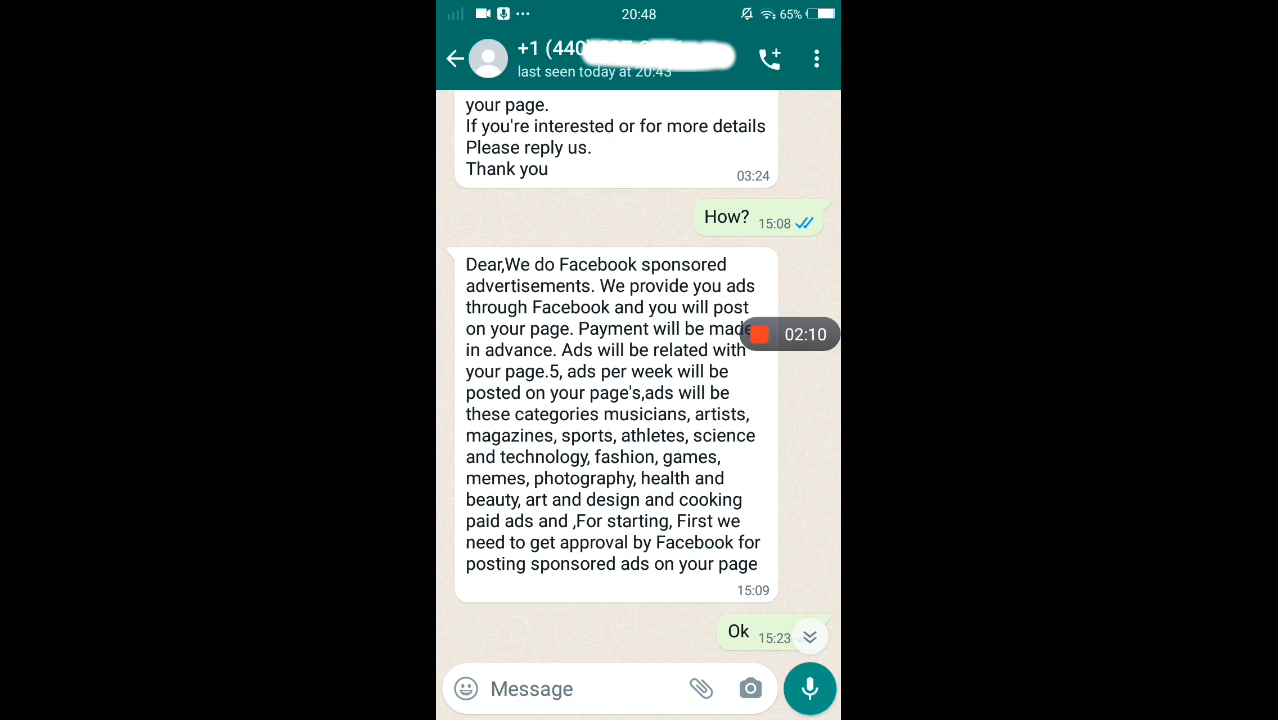 20:48
65%
+1 (440)
last seen today at 20:43
your page.
If you're interested or for more details
Please reply us.
Thank you
03:24
How?
15:08
Dear,We do Facebook sponsored
advertisements. We provide you ads
through Facebook and you will post
on your page. Payment will be made
in advance. Ads will be related with
your page.5, ads per week will be
posted on your page's,ads will be
these categories musicians, artists,
magazines, sports, athletes, science
and technology, fashion, games,
memes, photography, health and
beauty, art and design and cooking
paid ads and ,For starting, First we
need to get approval by Facebook for
posting sponsored ads on your page
15:09
02:10
Ok
15:23
Message